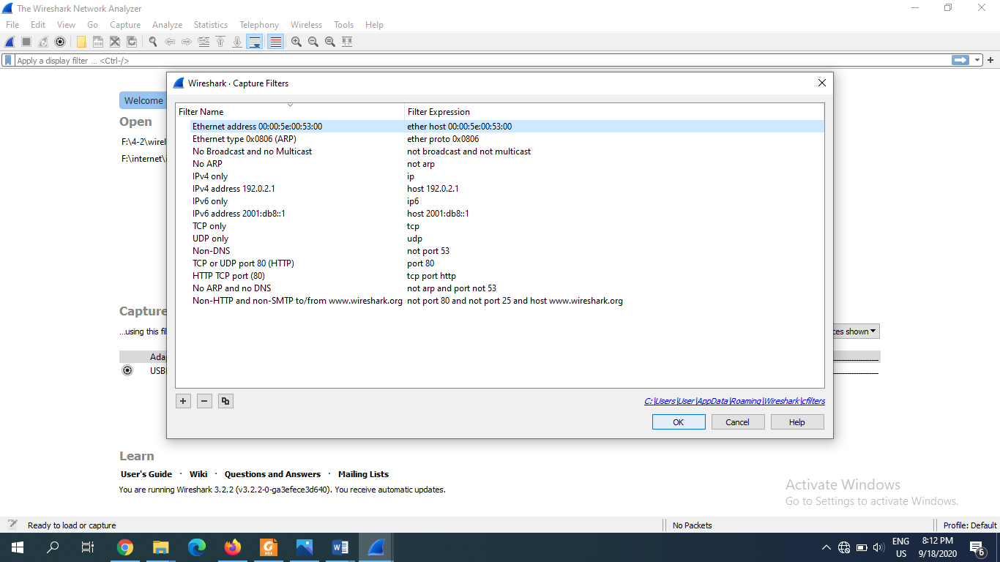 The Wireshark Network Analyzer
File Edit View Go Capture Analyze Statistics Telephony Wireless Tools Help
Apply a display filter ... <Ctrl-/>
Wireshark · Capture Filters
Welcome
Open
F:\4-2\wirel
F:\internet\i
Filter Name Filter Expression
Ethernet address 00:00:5e:00:53:00 ether host 00:00:5e:00:53:00
Ethernet type 0x0806 (ARP) ether proto 0x0806
No Broadcast and no Multicast not broadcast and not multicast
No ARP not arp
IPv4 only ip
IPv4 address 192.0.2.1 host 192.0.2.1
IPv6 only ip6
IPv6 address 2001:db8::1 host 2001:db8::1
TCP only tcp
UDP only udp
Non-DNS not port 53
TCP or UDP port 80 (HTTP) port 80
HTTP TCP port (80) tcp port http
No ARP and no DNS not arp and port not 53
Non-HTTP and non-SMTP to/from www.wireshark.org not port 80 and not port 25 and host www.wireshark.org
Capture
...using this fil
ces shown
Adap
USBP
C:\Users\User\AppData\Roaming\Wireshark\cfilters
OK Cancel Help
Learn
User's Guide · Wiki · Questions and Answers · Mailing Lists
You are running Wireshark 3.2.2 (v3.2.2-0-ga3efece3d640). You receive automatic updates.
Activate Windows
Go to Settings to activate Windows.
Ready to load or capture No Packets Profile: Default
PDF
ENG
US
8:12 PM
9/18/2020
6